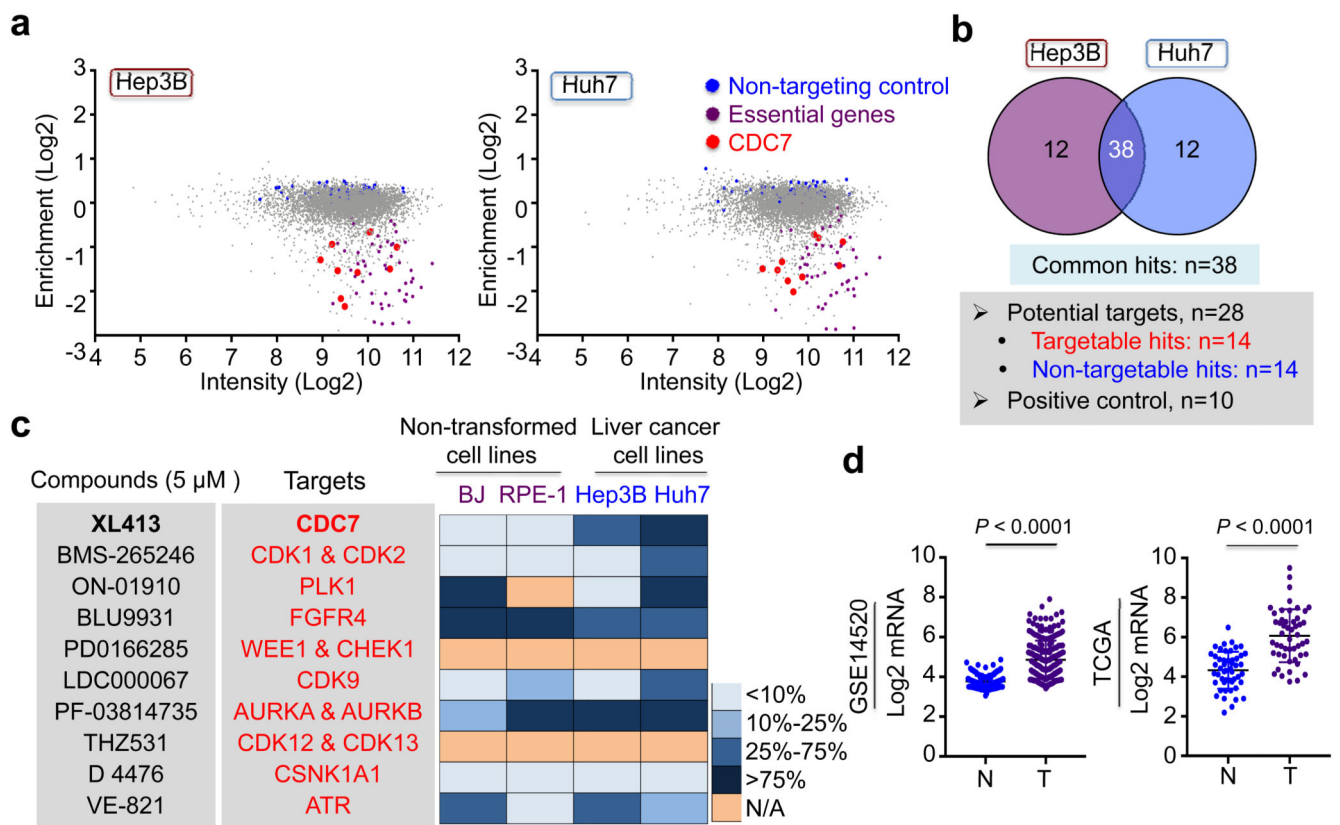 a
Hep3B
3
2
1
0
-1
-2
-3
Enrichment (Log2)
4 5 6 7 8 9 10 11 12
Intensity (Log2)
Huh7
Non-targeting control
Essential genes
CDC7
3
2
1
0
-1
-2
-3
Enrichment (Log2)
4 5 6 7 8 9 10 11 12
Intensity (Log2)
b
Hep3B Huh7
12 38 12
Common hits: n=38
➢ Potential targets, n=28
• Targetable hits: n=14
• Non-targetable hits: n=14
➢ Positive control, n=10
c
Non-transformed
cell lines
Liver cancer
cell lines
Compounds (5 µM ) Targets BJ RPE-1 Hep3B Huh7
XL413 CDC7
BMS-265246 CDK1 & CDK2
ON-01910 PLK1
BLU9931 FGFR4
PD0166285 WEE1 & CHEK1
LDC000067 CDK9
PF-03814735 AURKA & AURKB
THZ531 CDK12 & CDK13
D 4476 CSNK1A1
VE-821 ATR
<10%
10%-25%
25%-75%
>75%
N/A
d
P < 0.0001
GSE14520
Log2 mRNA
10
8
6
4
2
0
N T
P < 0.0001
TCGA
Log2 mRNA
10
8
6
4
2
0
N T